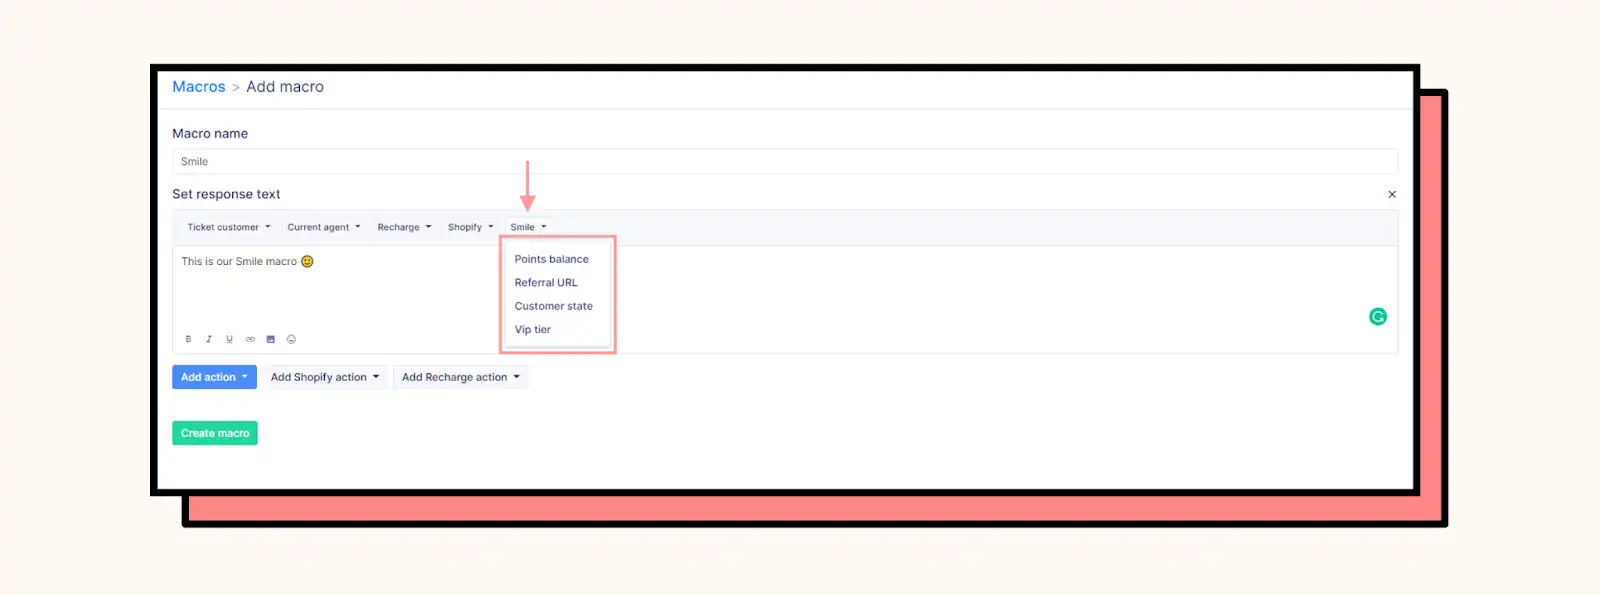 Macros > Add macro
Macro name
Smile
Set response text
Ticket customer Current agent Recharge Shopify Smile
This is our Smile macro 🙂
Points balance
Referral URL
Customer state
Vip tier
B I U
Add action Add Shopify action Add Recharge action
Create macro